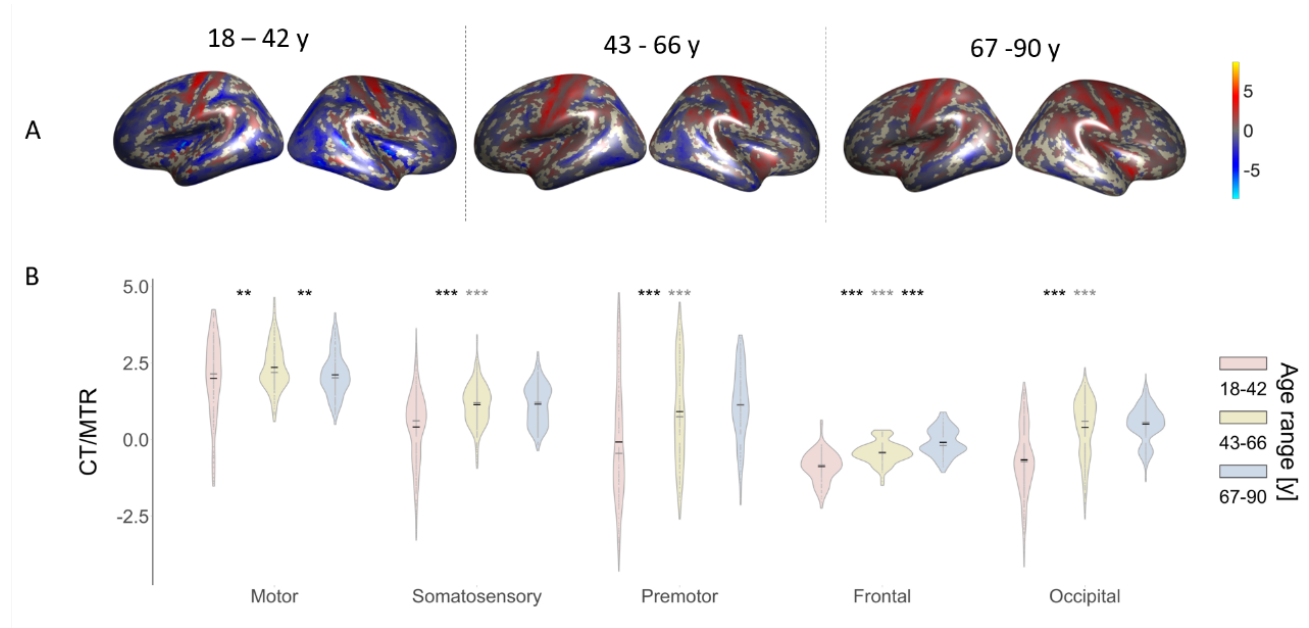 18 – 42 y
43 - 66 y
67 -90 y
A
5
0
-5
B
CT/MTR
5.0
2.5
0.0
-2.5
** **
*** ***
*** ***
*** *** ***
*** ***
Motor
Somatosensory
Premotor
Frontal
Occipital
Age range [y]
18-42
43-66
67-90